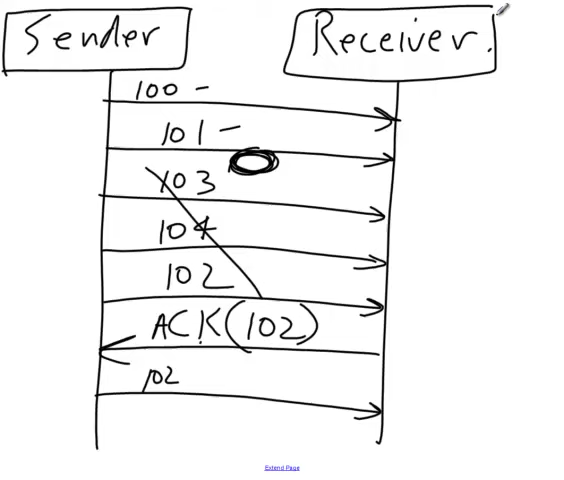 Sender
Receiver.
100 -
101 -
103
104
102
ACK(102)
102
Extend Page